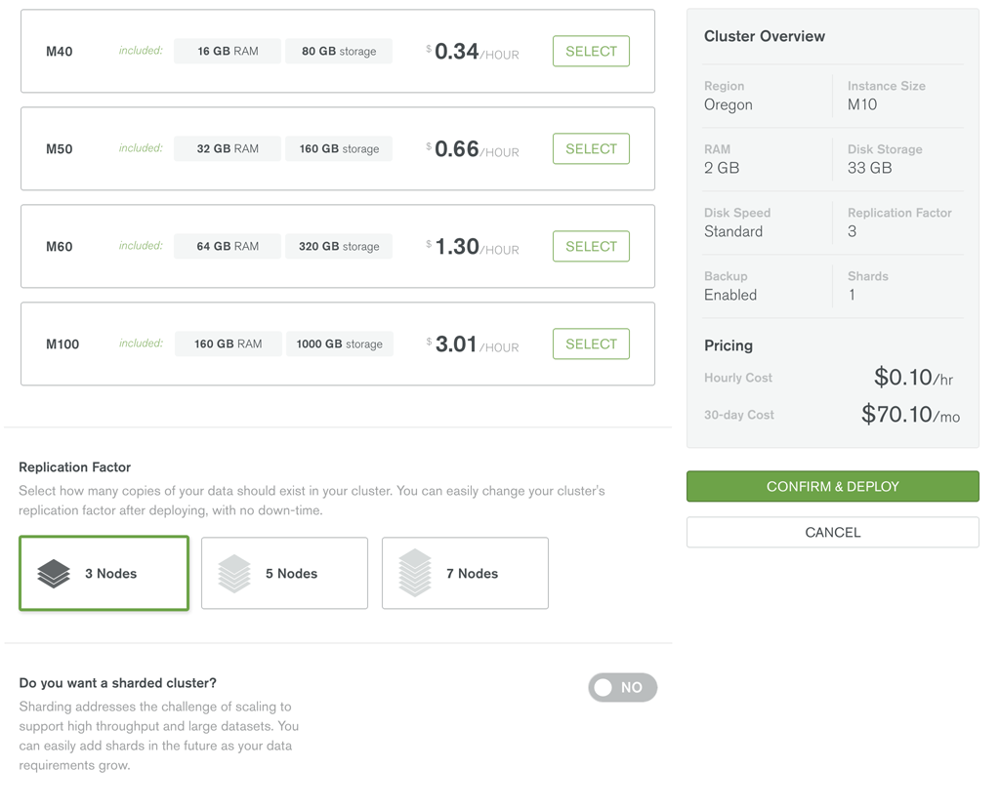 M40 included: 16 GB RAM 80 GB storage $ 0.34/HOUR SELECT
M50 included: 32 GB RAM 160 GB storage $ 0.66/HOUR SELECT
M60 included: 64 GB RAM 320 GB storage $ 1.30/HOUR SELECT
M100 included: 160 GB RAM 1000 GB storage $ 3.01/HOUR SELECT
Replication Factor
Select how many copies of your data should exist in your cluster. You can easily change your cluster's
replication factor after deploying, with no down-time.
3 Nodes 5 Nodes 7 Nodes
Do you want a sharded cluster? NO
Sharding addresses the challenge of scaling to
support high throughput and large datasets. You
can easily add shards in the future as your data
requirements grow.
Cluster Overview
Region Instance Size
Oregon M10
RAM Disk Storage
2 GB 33 GB
Disk Speed Replication Factor
Standard 3
Backup Shards
Enabled 1
Pricing
Hourly Cost $0.10/hr
30-day Cost $70.10/mo
CONFIRM & DEPLOY
CANCEL